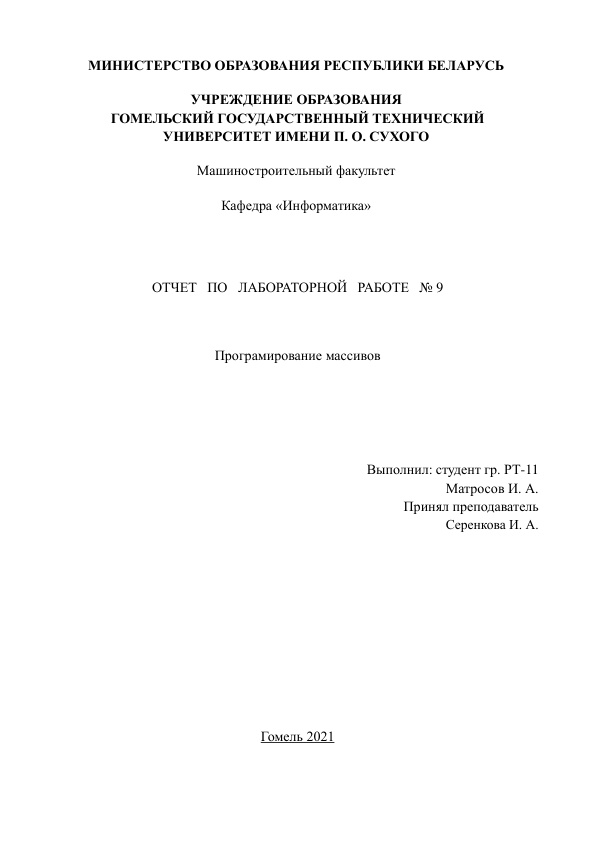 МИНИСТЕРСТВО ОБРАЗОВАНИЯ РЕСПУБЛИКИ БЕЛАРУСЬ
УЧРЕЖДЕНИЕ ОБРАЗОВАНИЯ
ГОМЕЛЬСКИЙ ГОСУДАРСТВЕННЫЙ ТЕХНИЧЕСКИЙ
УНИВЕРСИТЕТ ИМЕНИ П. О. СУХОГО
Машиностроительный факультет
Кафедра «Информатика»
ОТЧЕТ ПО ЛАБОРАТОРНОЙ РАБОТЕ № 9
Програмирование массивов
Выполнил: студент гр. РТ-11
Матросов И. А.
Принял преподаватель
Серенкова И. А.
Гомель 2021